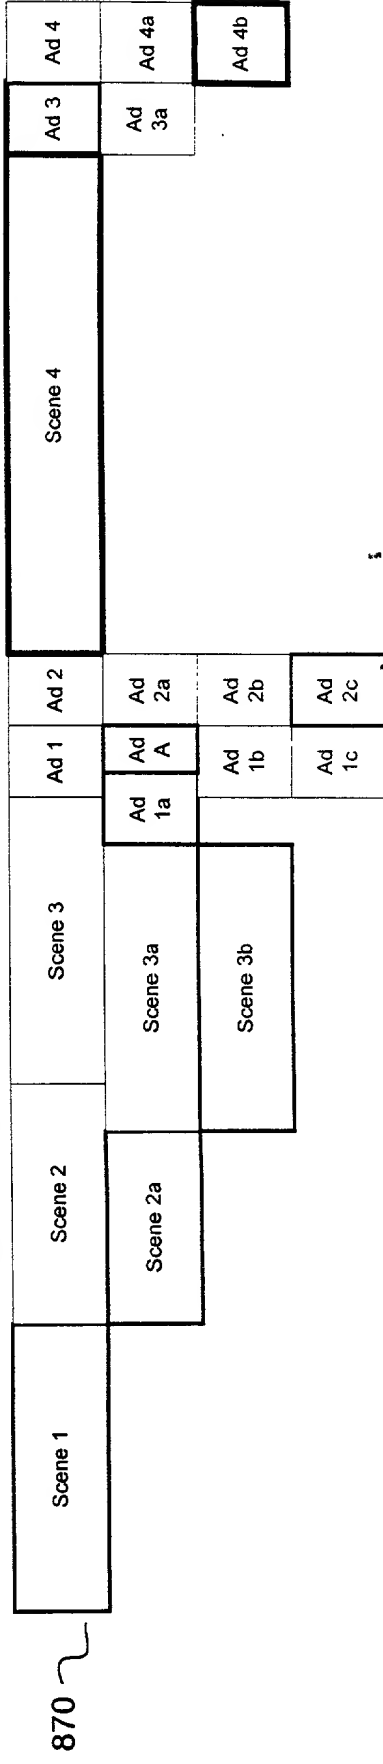 870
Scene 1
Scene 2
Scene 3
Ad 1
Ad 2
Scene 4
Ad 3
Ad 4
Scene 2a
Scene 3a
Ad
1a
Ad
A
Ad
2a
Ad
3a
Ad 4a
Scene 3b
Ad
1b
Ad
2b
Ad 4b
Ad
1c
Ad
2c